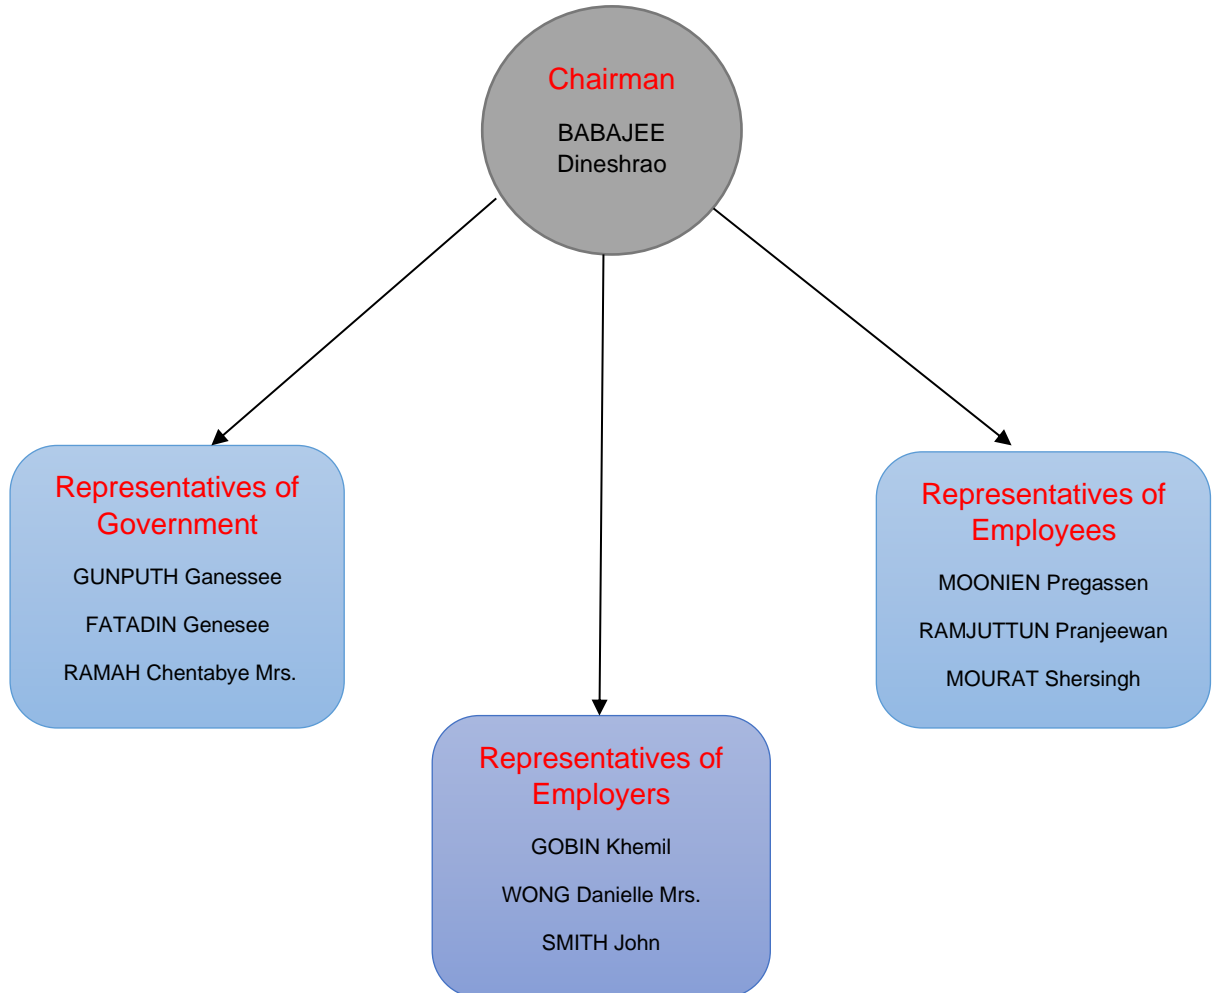 Chairman
BABAJEE
Dineshrao
Representatives of
Government
GUNPUTH Ganessee
FATADIN Genesee
RAMAH Chentabye Mrs.
Representatives of
Employees
MOONIEN Pregassen
RAMJUTTUN Pranjeewan
MOURAT Shersingh
Representatives of
Employers
GOBIN Khemil
WONG Danielle Mrs.
SMITH John